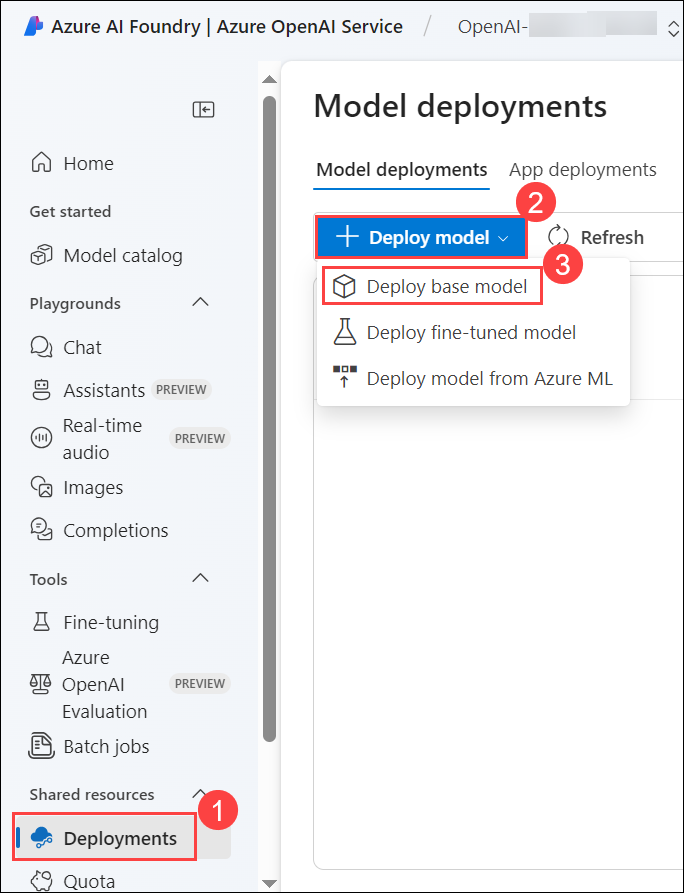 Azure AI Foundry | Azure OpenAI Service / OpenAI-
Home
Get started
Model catalog
Playgrounds
Chat
Assistants PREVIEW
Real-time
audio
PREVIEW
Images
Completions
Tools
Fine-tuning
Azure
OpenAI
Evaluation
PREVIEW
Batch jobs
Shared resources
1
Deployments
Quota
Model deployments
Model deployments App deployments
2
Deploy model Refresh
3
Deploy base model
Deploy fine-tuned model
Deploy model from Azure ML